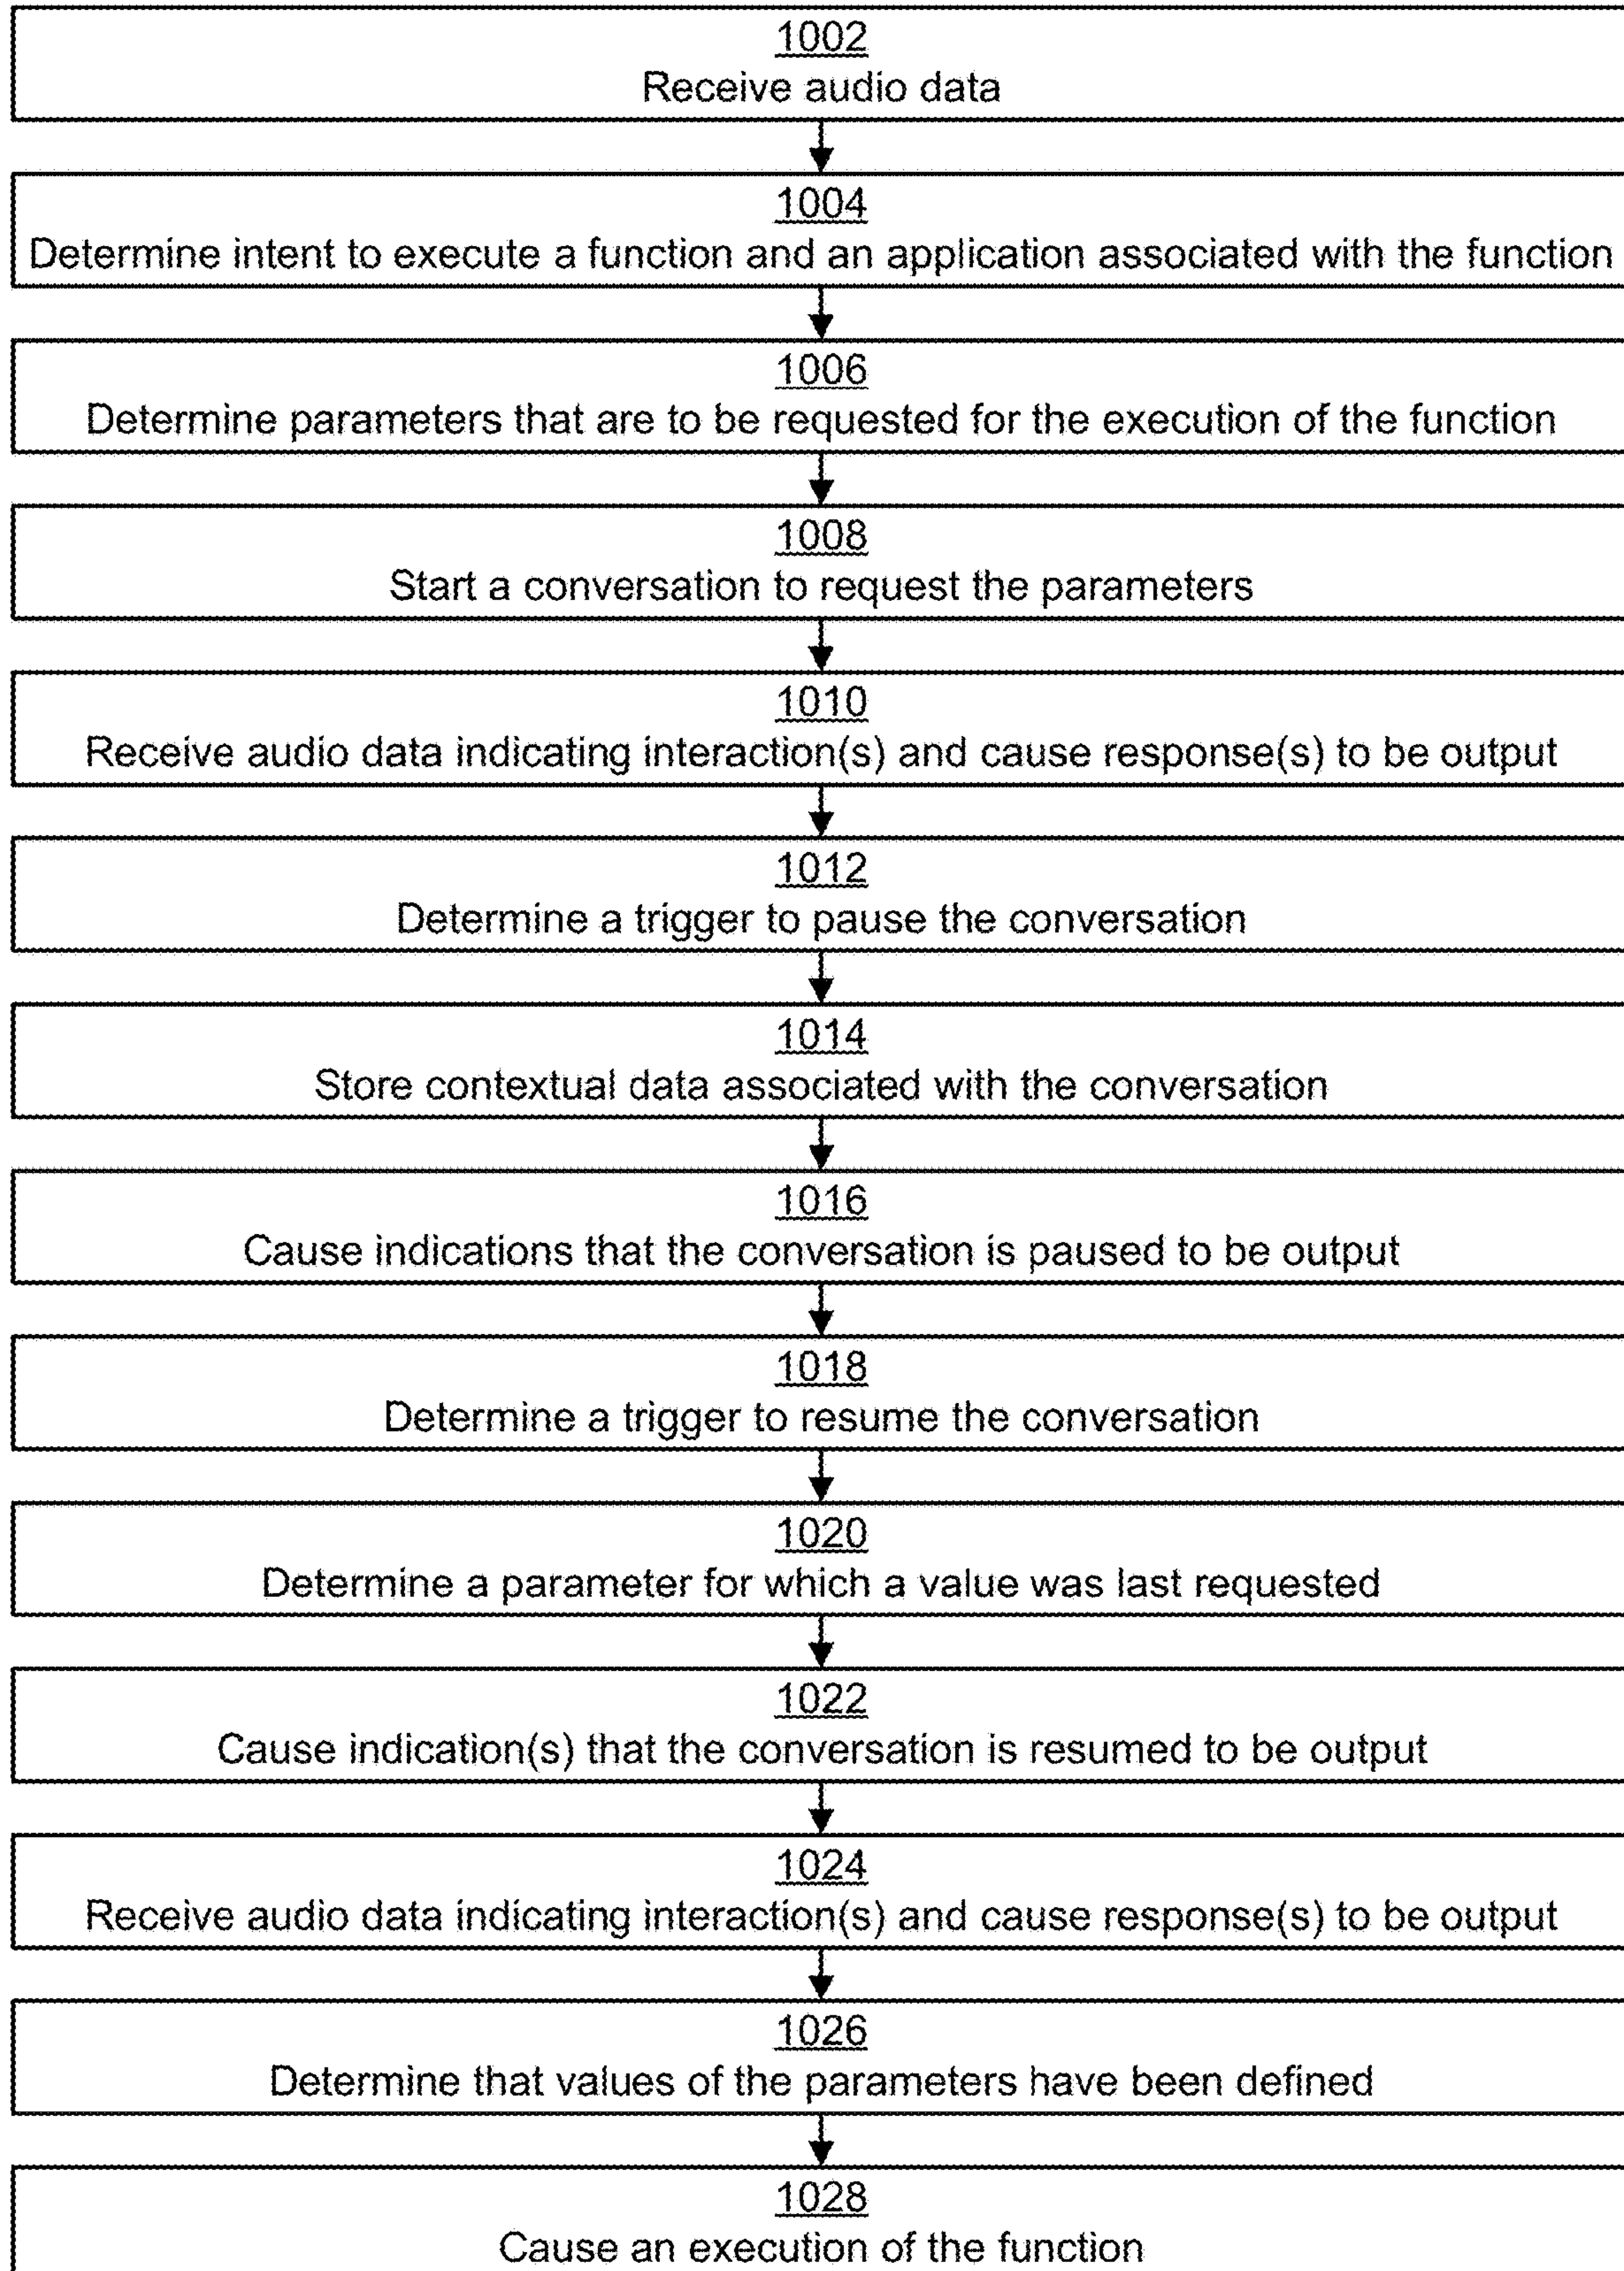 1002
Receive audio data
1004
Determine intent to execute a function and an application associated with the function
1006
Determine parameters that are to be requested for the execution of the function
1008
Start a conversation to request the parameters
1010
Receive audio data indicating interaction(s) and cause response(s) to be output
1012
Determine a trigger to pause the conversation
1014
Store contextual data associated with the conversation
1016
Cause indications that the conversation is paused to be output
1018
Determine a trigger to resume the conversation
1020
Determine a parameter for which a value was last requested
1022
Cause indication(s) that the conversation is resumed to be output
1024
Receive audio data indicating interaction(s) and cause response(s) to be output
1026
Determine that values of the parameters have been defined
1028
Cause an execution of the function